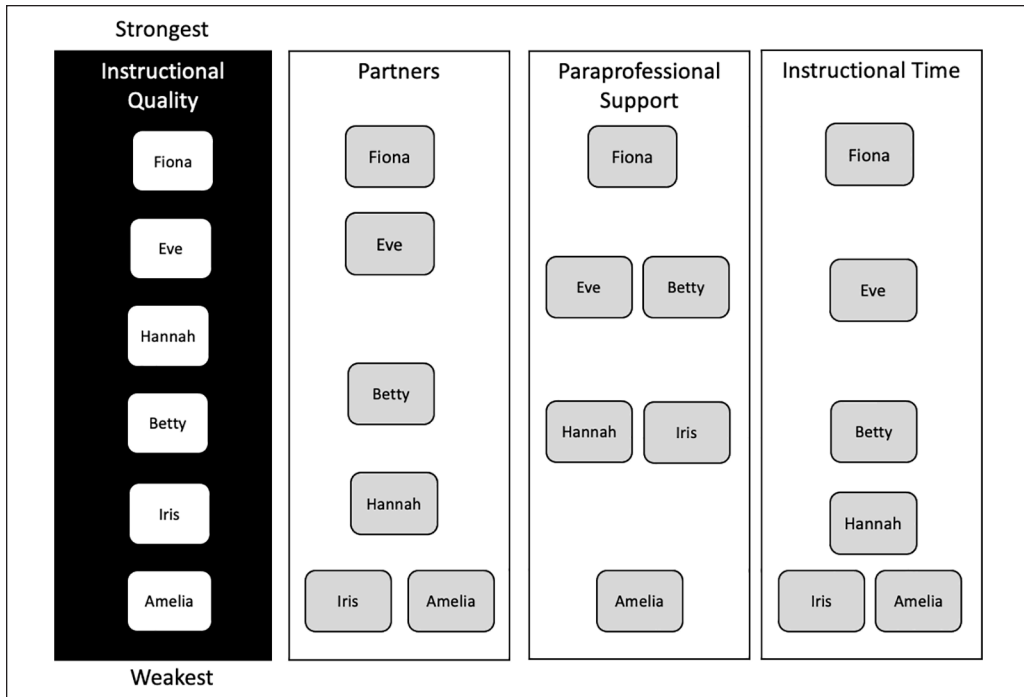 Strongest
Instructional
Quality
Partners
Paraprofessional
Support
Instructional Time
Fiona
Fiona
Fiona
Fiona
Eve
Eve
Eve
Betty
Eve
Hannah
Betty
Betty
Hannah
Iris
Betty
Iris
Hannah
Hannah
Amelia
Iris
Amelia
Amelia
Iris
Amelia
Weakest